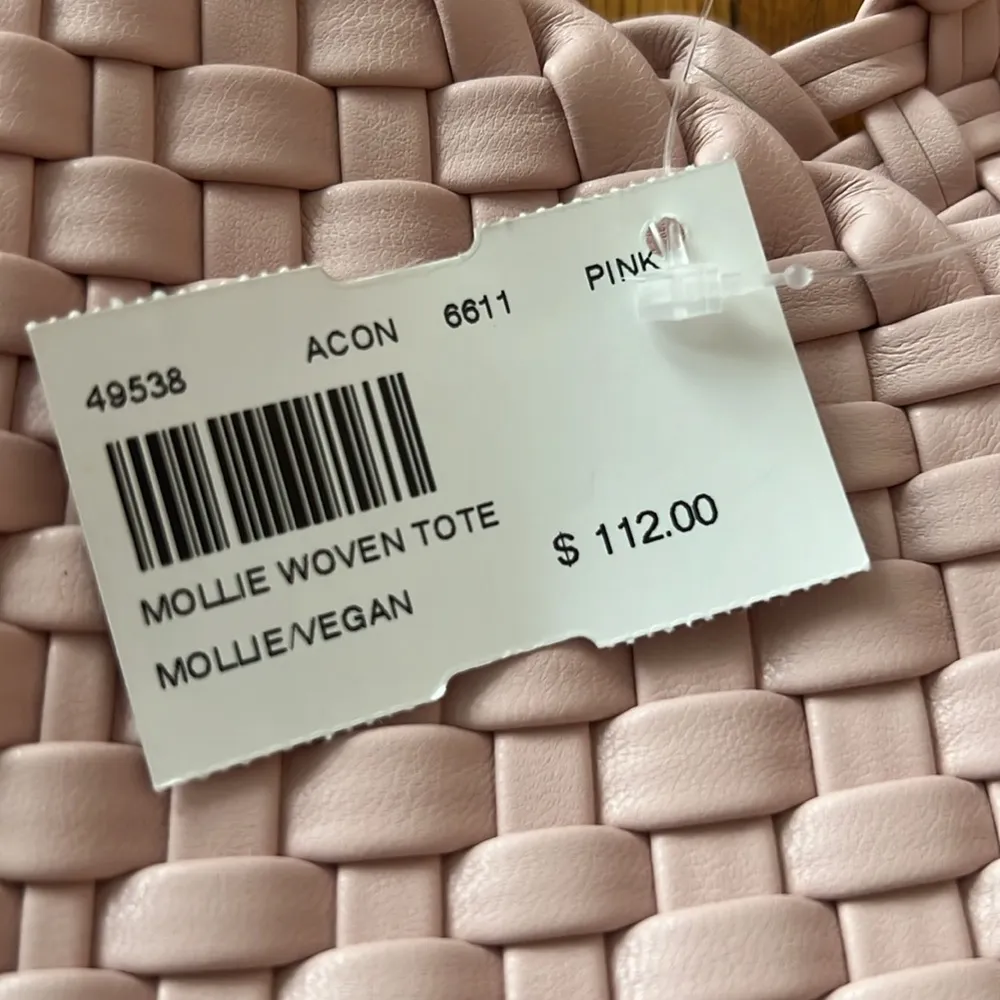 49538 ACON 6611 PINK
MOLLIE WOVEN TOTE
$ 112.00
MOLLIE/VEGAN